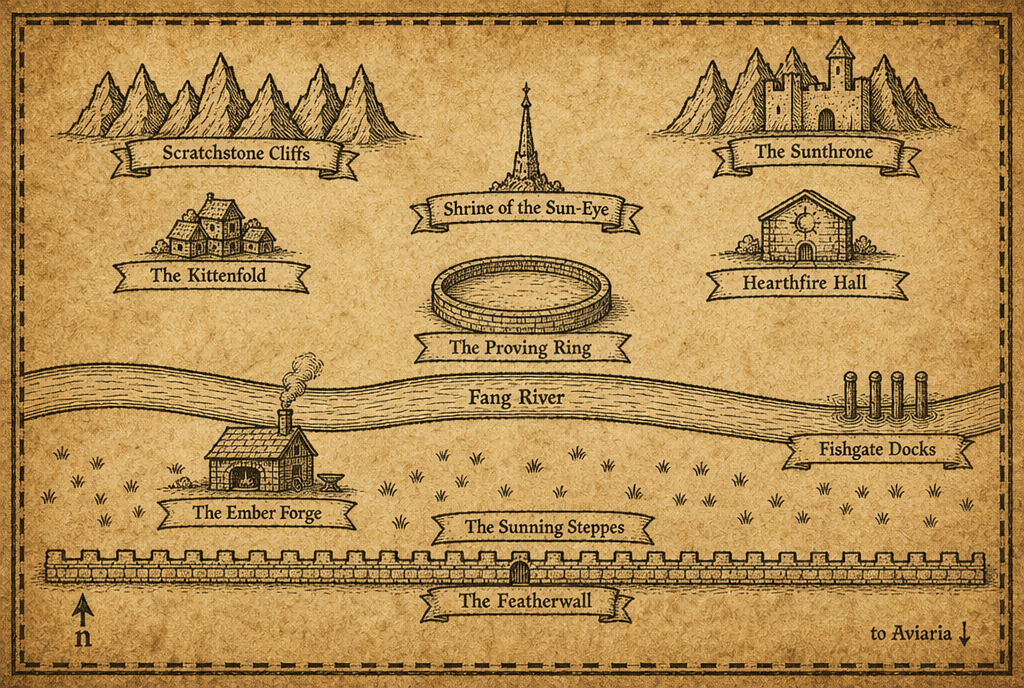 Scratchstone Cliffs
The Sunthrone
Shrine of the Sun-Eye
The Kittenfold
Hearthfire Hall
The Proving Ring
Fang River
Fishgate Docks
The Ember Forge
The Sunning Steppes
The Featherwall
n
to Aviaria ↓